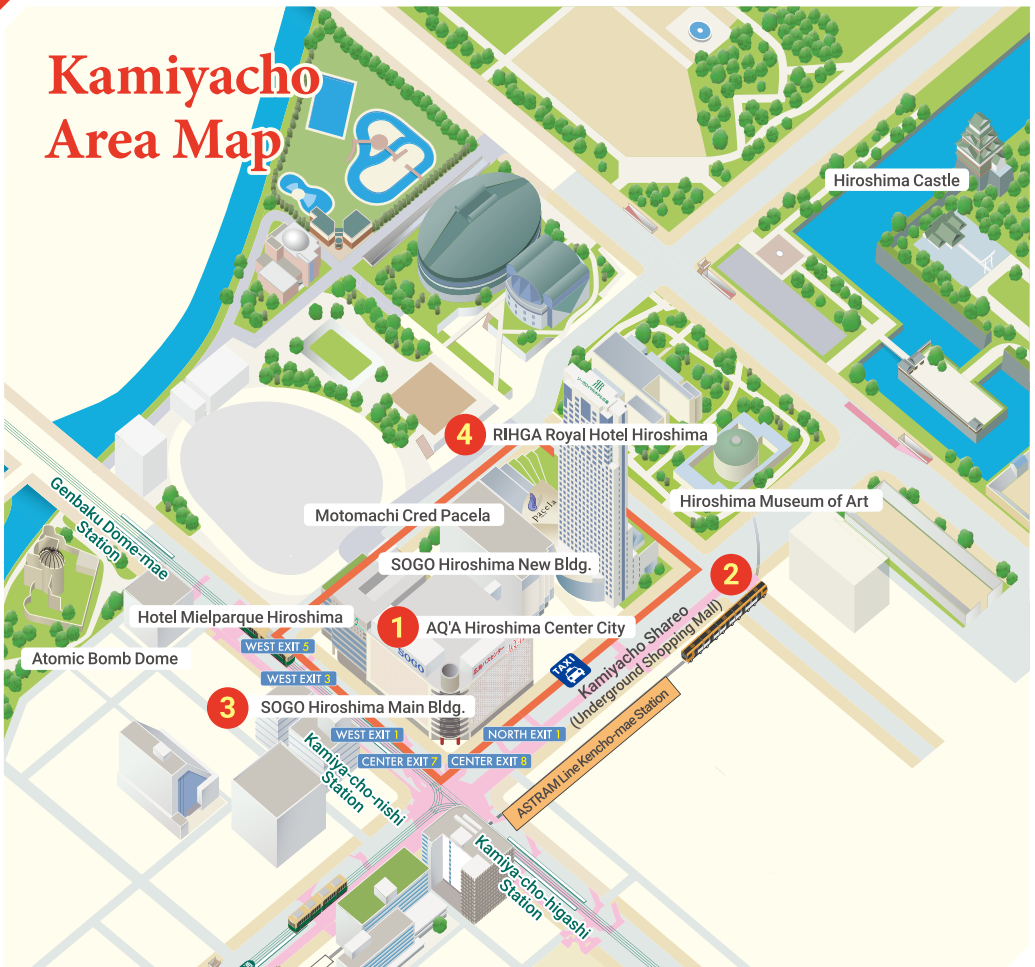 Kamiyacho
Area Map
Hiroshima Castle
4
RIHGA Royal Hotel Hiroshima
Hiroshima Museum of Art
Motomachi Cred Pacela
Pacela
SOGO Hiroshima New Bldg.
Genbaku Dome-mae
Station
2
Hotel Mielparque Hiroshima
1
AQ'A Hiroshima Center City
SOGO
Atomic Bomb Dome
WEST EXIT 5
WEST EXIT 3
TAXI
Kamiyacho Shareo
(Underground Shopping Mall)
3
SOGO Hiroshima Main Bldg.
WEST EXIT 1
NORTH EXIT 1
CENTER EXIT 7
CENTER EXIT 8
ASTRAM Line Kencho-mae Station
Kamiya-cho-nishi
Station
Kamiya-cho-higashi
Station